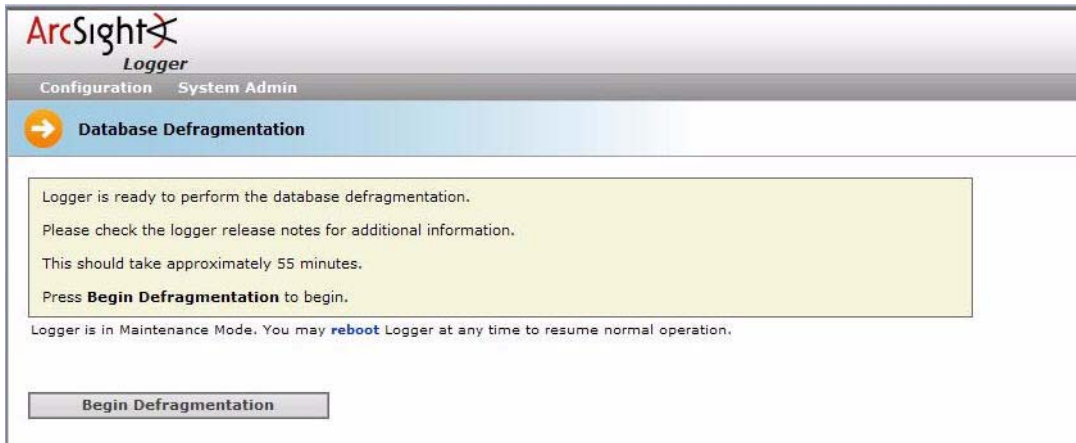 ArcSight
Logger
Configuration System Admin
Database Defragmentation
Logger is ready to perform the database defragmentation.
Please check the logger release notes for additional information.
This should take approximately 55 minutes.
Press Begin Defragmentation to begin.
Logger is in Maintenance Mode. You may reboot Logger at any time to resume normal operation.
Begin Defragmentation